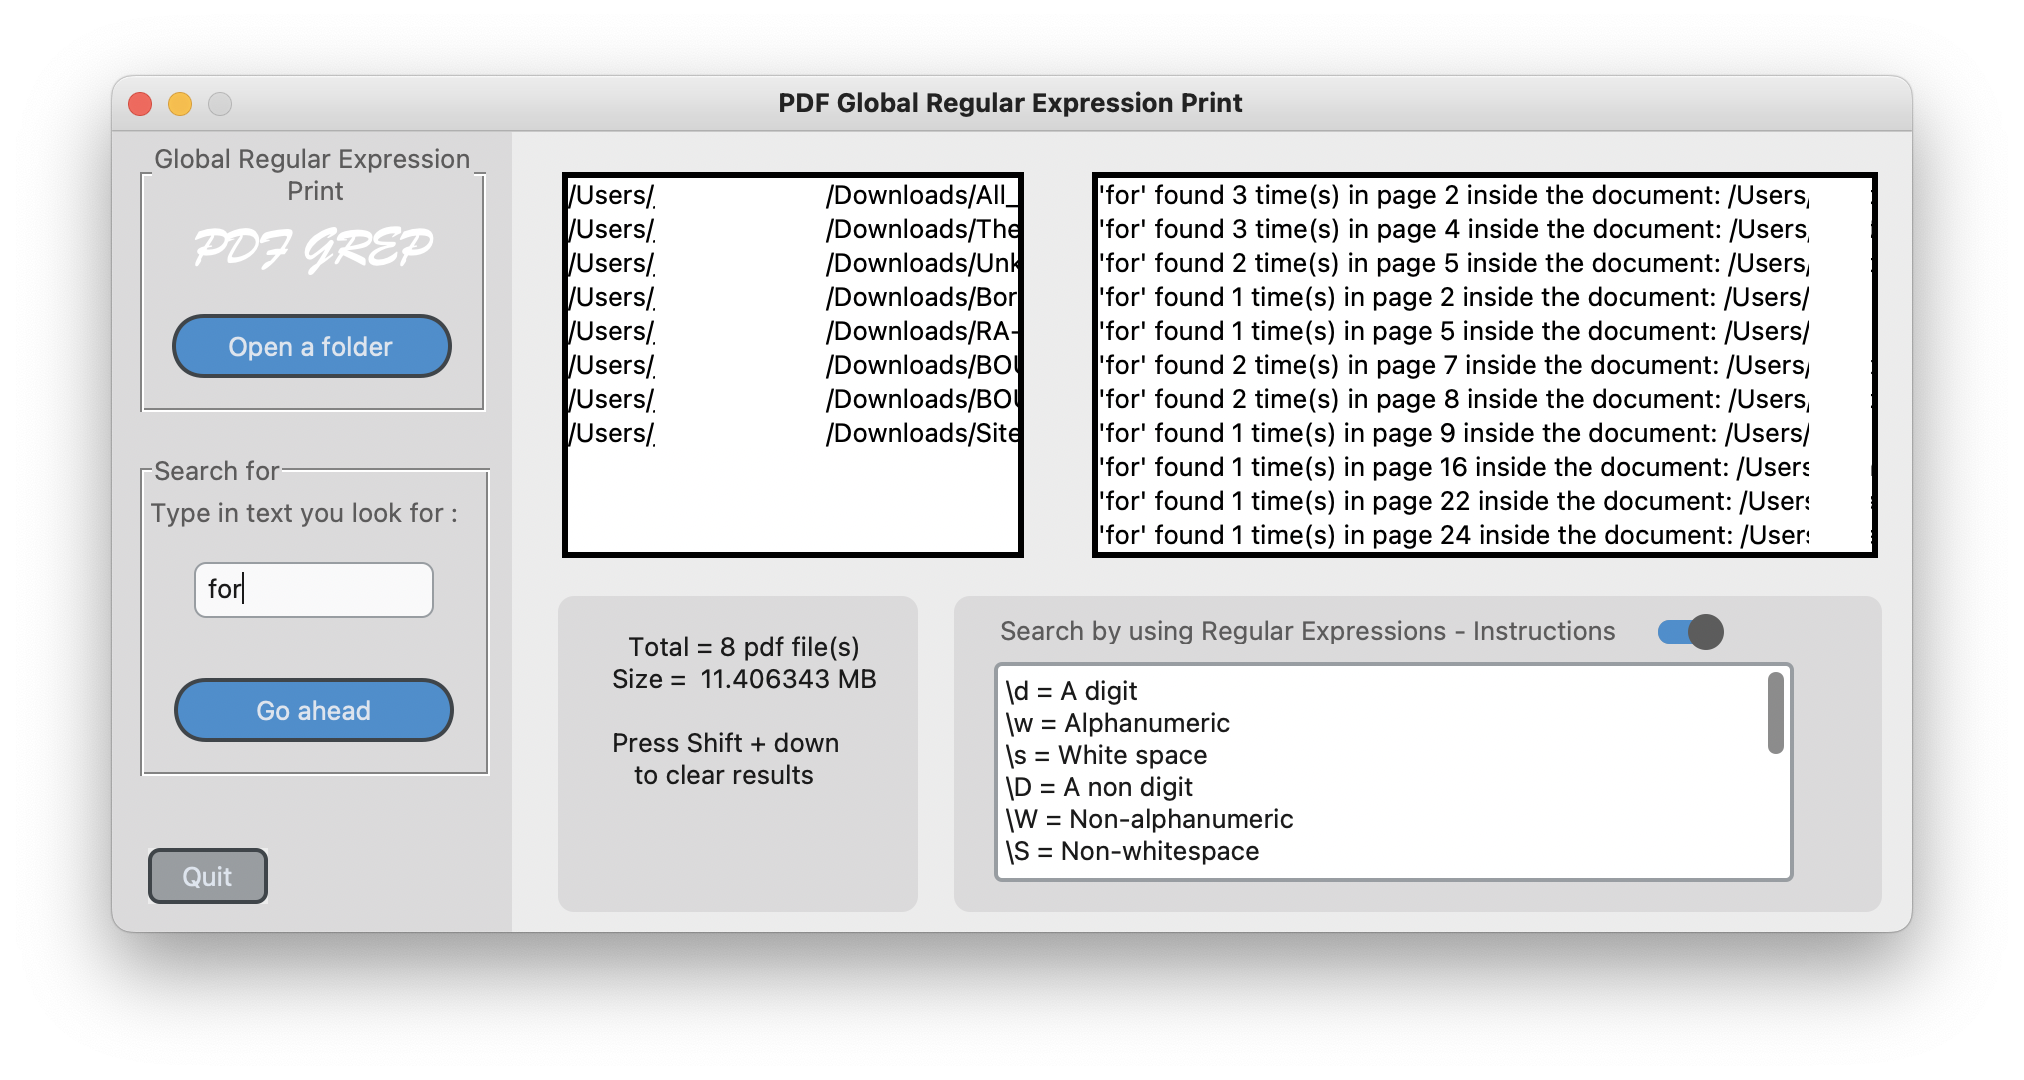 PDF Global Regular Expression Print
Global Regular Expression
Print
PDF GREP
Open a folder
Search for
Type in text you look for :
for
Go ahead
Quit
/Users/ /Downloads/All_
/Users/ /Downloads/The
/Users/ /Downloads/Unk
/Users/ /Downloads/Bor
/Users/ /Downloads/RA-
/Users/ /Downloads/BOU
/Users/ /Downloads/BOU
/Users/ /Downloads/Site
'for' found 3 time(s) in page 2 inside the document: /Users/
'for' found 3 time(s) in page 4 inside the document: /Users/
'for' found 2 time(s) in page 5 inside the document: /Users/
'for' found 1 time(s) in page 2 inside the document: /Users/
'for' found 1 time(s) in page 5 inside the document: /Users/
'for' found 2 time(s) in page 7 inside the document: /Users/
'for' found 2 time(s) in page 8 inside the document: /Users/
'for' found 1 time(s) in page 9 inside the document: /Users/
'for' found 1 time(s) in page 16 inside the document: /Users
'for' found 1 time(s) in page 22 inside the document: /Users
'for' found 1 time(s) in page 24 inside the document: /Users
Total = 8 pdf file(s)
Size = 11.406343 MB
Press Shift + down
to clear results
Search by using Regular Expressions - Instructions
\d = A digit
\w = Alphanumeric
\s = White space
\D = A non digit
\W = Non-alphanumeric
\S = Non-whitespace